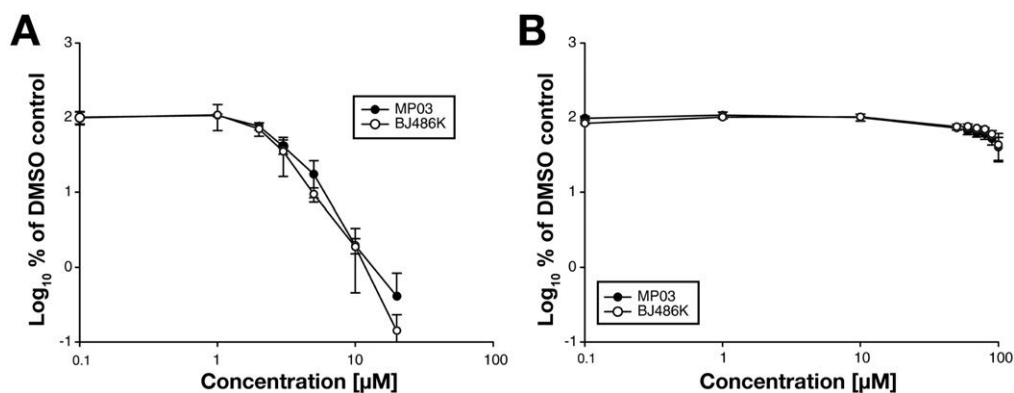 A
3
2
1
0
-1
0.1
1
10
100
Log10 % of DMSO control
Concentration [µM]
MP03
BJ486K
B
3
2
1
0
-1
0.1
1
10
100
Log10 % of DMSO control
Concentration [µM]
MP03
BJ486K